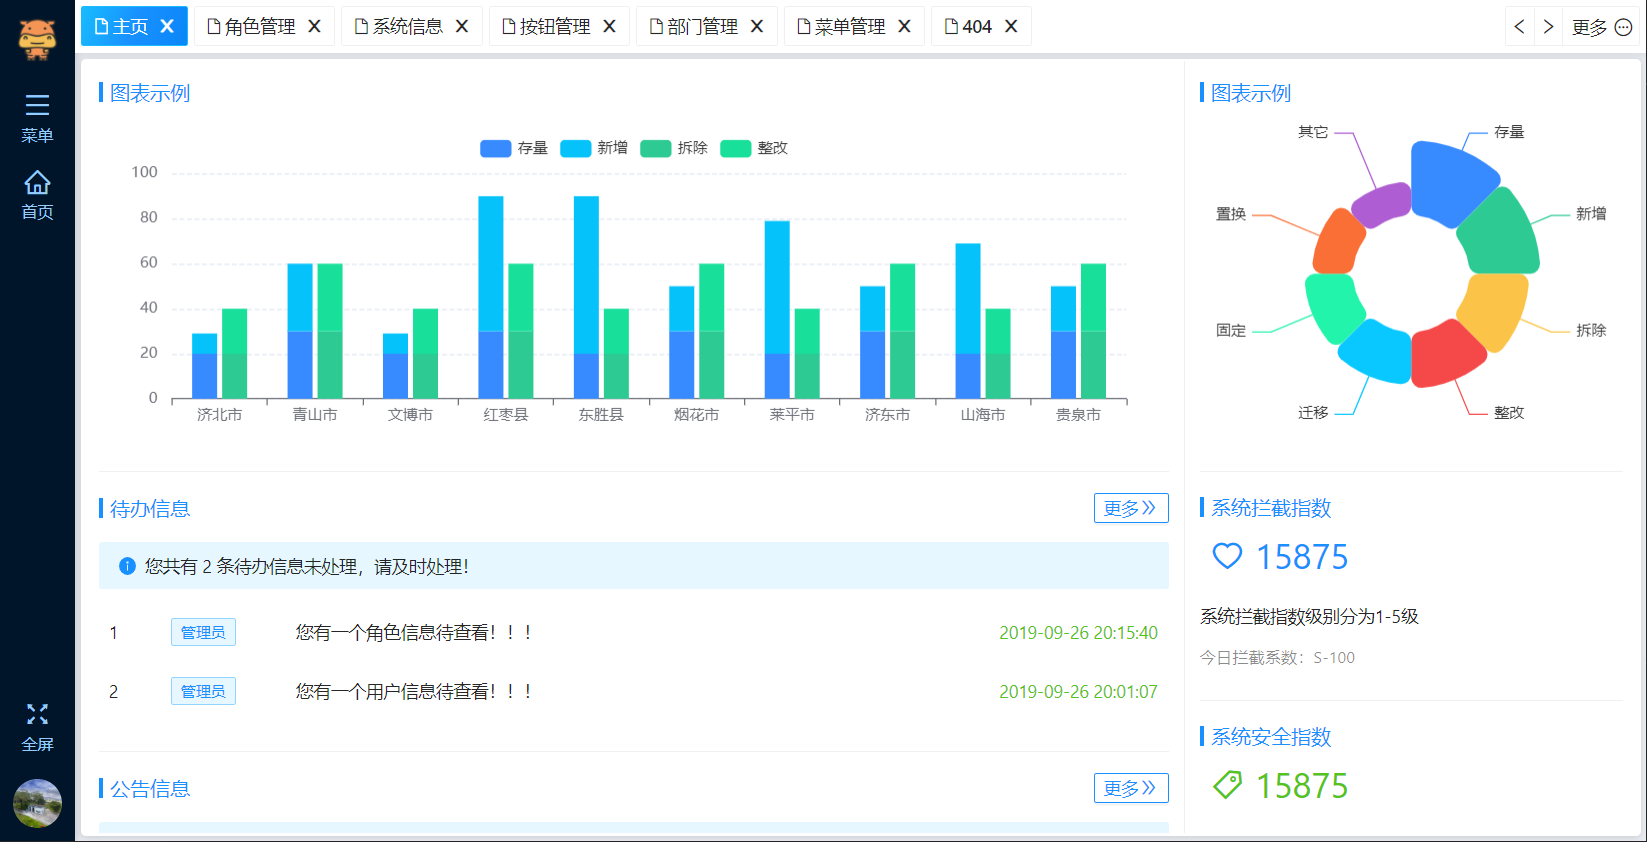 主页 X 角色管理 X 系统信息 X 按钮管理 X 部门管理 X 菜单管理 X 404 X 更多
菜单
首页
全屏
图表示例
存量 新增 拆除 整改
100
80
60
40
20
0
济北市 青山市 文博市 红枣县 东胜县 烟花市 莱平市 济东市 山海市 贵泉市
图表示例
其它 存量
置换 新增
固定 拆除
迁移 整改
待办信息 更多
您共有 2 条待办信息未处理，请及时处理！
1 管理员 您有一个角色信息待查看！！！ 2019-09-26 20:15:40
2 管理员 您有一个用户信息待查看！！！ 2019-09-26 20:01:07
公告信息 更多
系统拦截指数
15875
系统拦截指数级别分为1-5级
今日拦截系数：S-100
系统安全指数
15875